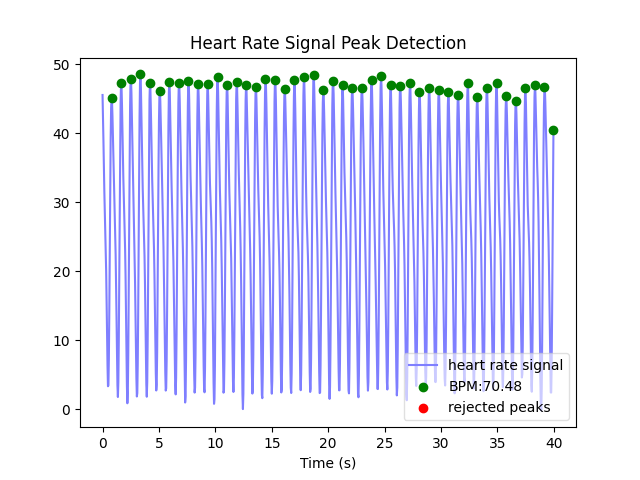 Heart Rate Signal Peak Detection
50
40
30
20
10
0
heart rate signal
BPM:70.48
rejected peaks
0 5 10 15 20 25 30 35 40
Time (s)